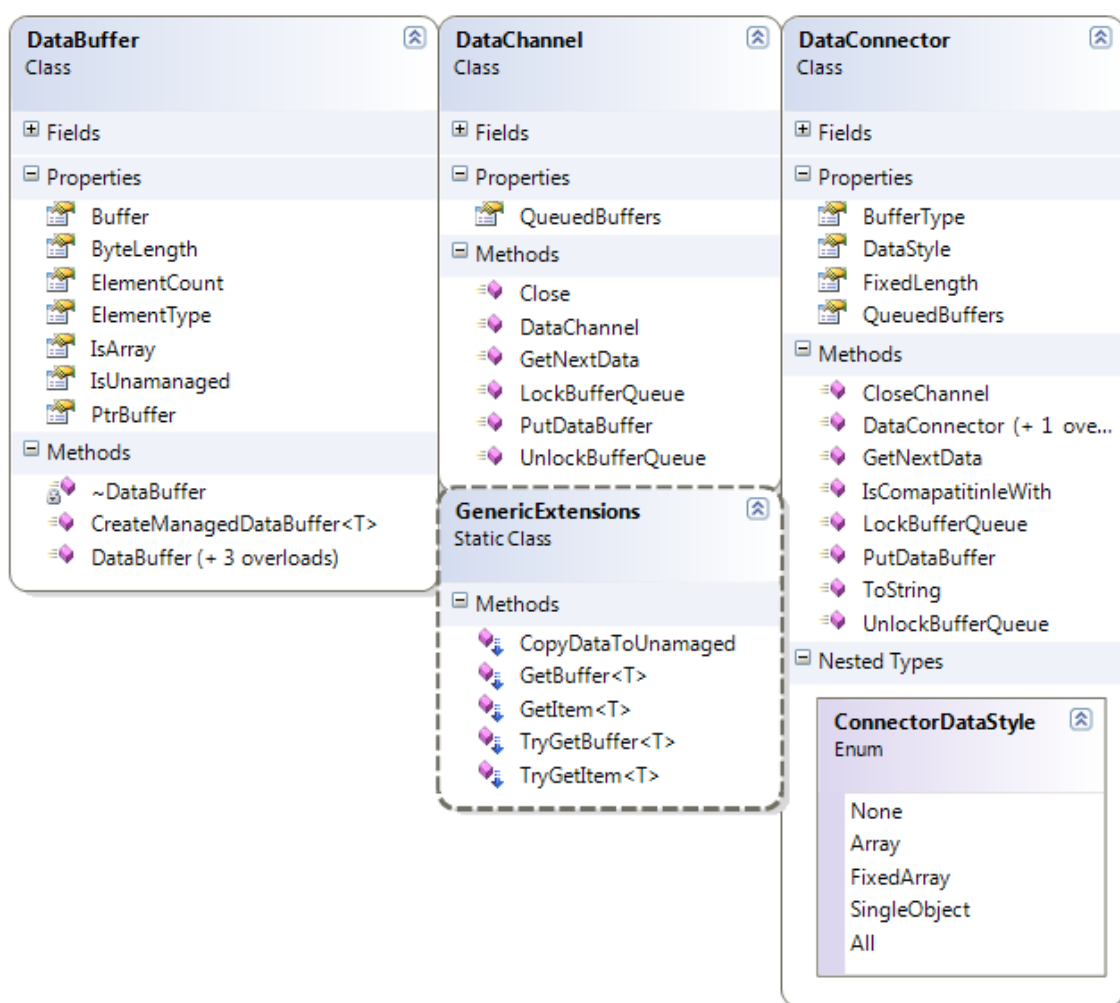 DataBuffer
Class
Fields
Properties
Buffer
ByteLength
ElementCount
ElementType
IsArray
IsUnamanaged
PtrBuffer
Methods
~DataBuffer
CreateManagedDataBuffer<T>
DataBuffer (+ 3 overloads)
DataChannel
Class
Fields
Properties
QueuedBuffers
Methods
Close
DataChannel
GetNextData
LockBufferQueue
PutDataBuffer
UnlockBufferQueue
GenericExtensions
Static Class
Methods
CopyDataToUnamaged
GetBuffer<T>
GetItem<T>
TryGetBuffer<T>
TryGetItem<T>
DataConnector
Class
Fields
Properties
BufferType
DataStyle
FixedLength
QueuedBuffers
Methods
CloseChannel
DataConnector (+ 1 ove...
GetNextData
IsComapatitinleWith
LockBufferQueue
PutDataBuffer
ToString
UnlockBufferQueue
Nested Types
ConnectorDataStyle
Enum
None
Array
FixedArray
SingleObject
All